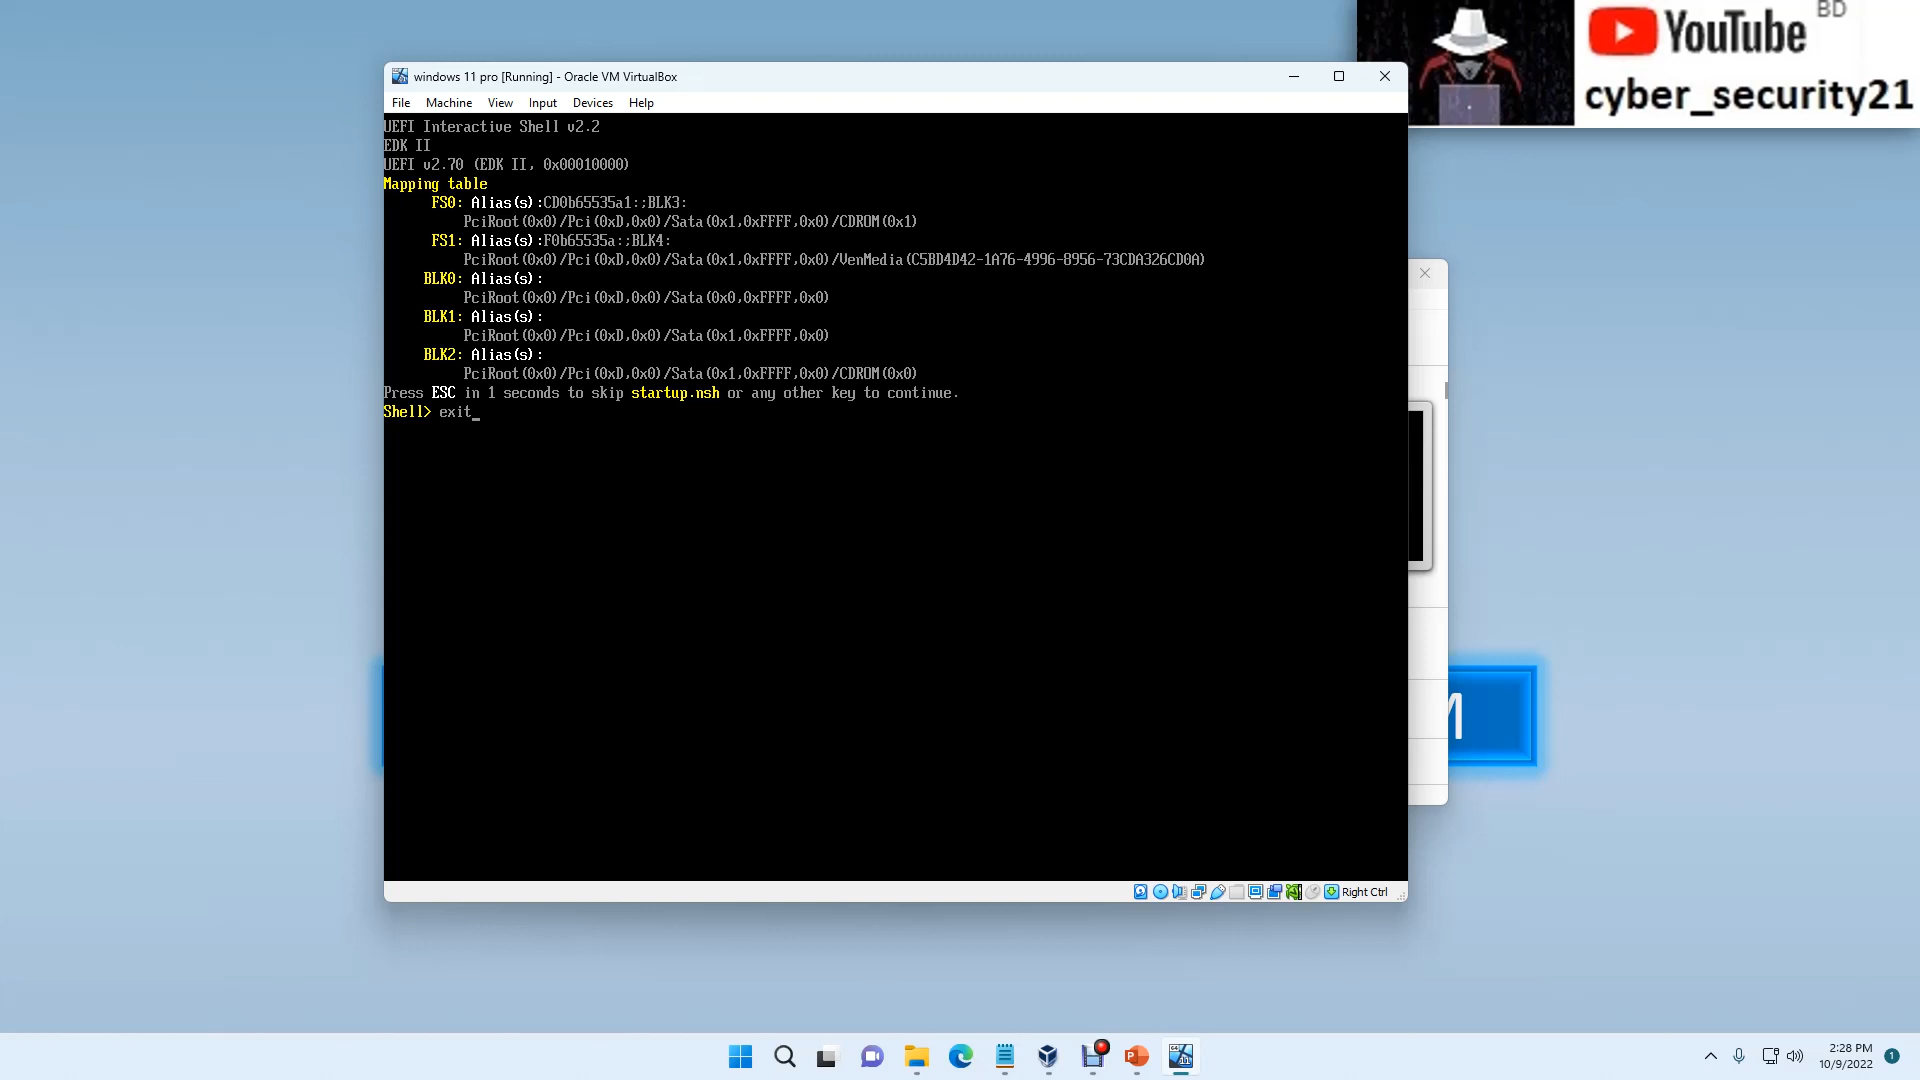 BD
YouTube
cyber_security21
windows 11 pro [Running] - Oracle VM VirtualBox
File Machine View Input Devices Help
UEFI Interactive Shell v2.2
EDK II
UEFI v2.70 (EDK II, 0x00010000)
Mapping table
FS0: Alias(s):CD0b65535a1:;BLK3:
PciRoot(0x0)/Pci(0xD,0x0)/Sata(0x1,0xFFFF,0x0)/CDROM(0x1)
FS1: Alias(s):F0b65535a:;BLK4:
PciRoot(0x0)/Pci(0xD,0x0)/Sata(0x1,0xFFFF,0x0)/VenMedia(C5BD4D42-1A76-4996-8956-73CDA326CD0A)
BLK0: Alias(s):
PciRoot(0x0)/Pci(0xD,0x0)/Sata(0x0,0xFFFF,0x0)
BLK1: Alias(s):
PciRoot(0x0)/Pci(0xD,0x0)/Sata(0x1,0xFFFF,0x0)
BLK2: Alias(s):
PciRoot(0x0)/Pci(0xD,0x0)/Sata(0x1,0xFFFF,0x0)/CDROM(0x0)
Press ESC in 1 seconds to skip startup.nsh or any other key to continue.
Shell> exit_
M
Right Ctrl
2:28 PM
10/9/2022
1